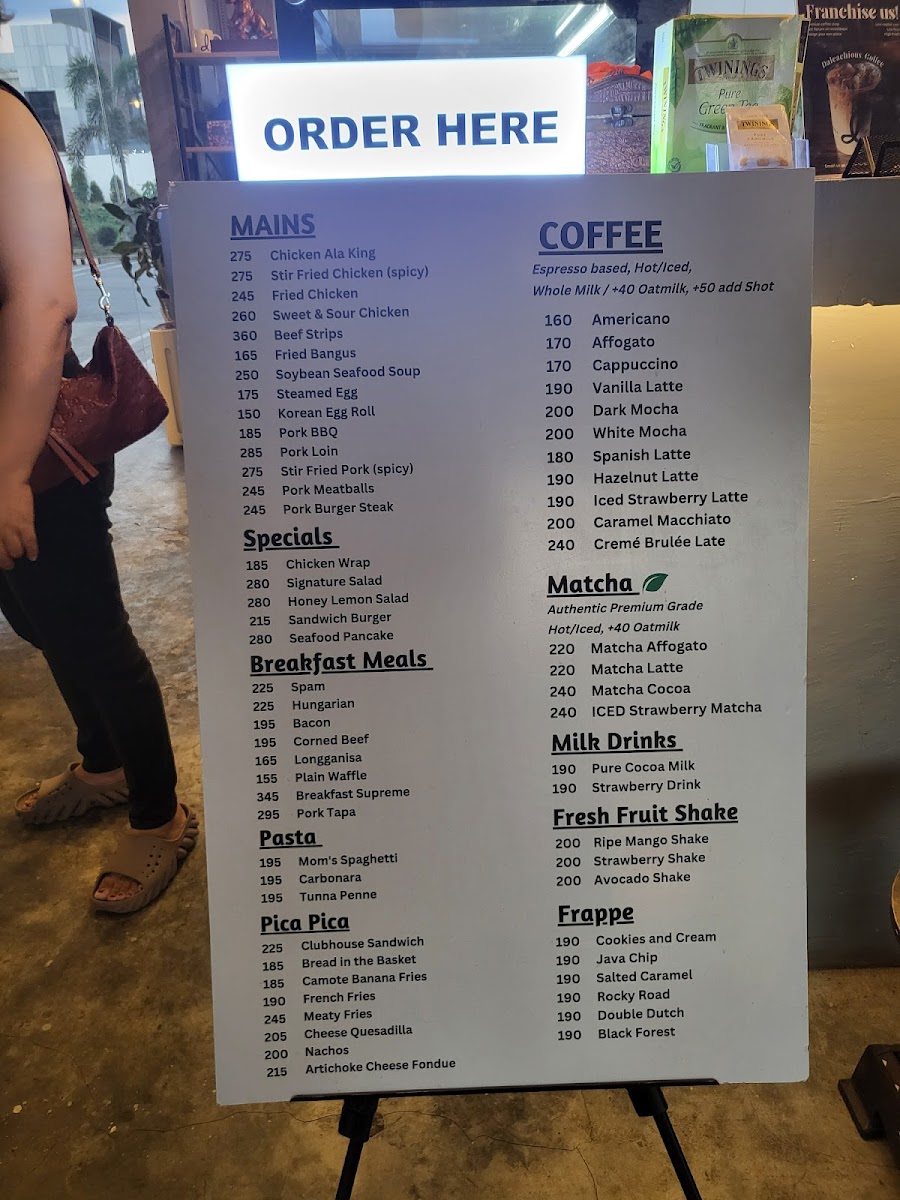 ORDER HERE
TWININGS
Pure
Green Tea
TWININGS
Franchise us!
Daleachious Coffee
MAINS
275 Chicken Ala King
275 Stir Fried Chicken (spicy)
245 Fried Chicken
260 Sweet & Sour Chicken
360 Beef Strips
165 Fried Bangus
250 Soybean Seafood Soup
175 Steamed Egg
150 Korean Egg Roll
185 Pork BBQ
285 Pork Loin
275 Stir Fried Pork (spicy)
245 Pork Meatballs
245 Pork Burger Steak
Specials
185 Chicken Wrap
280 Signature Salad
280 Honey Lemon Salad
215 Sandwich Burger
280 Seafood Pancake
Breakfast Meals
225 Spam
225 Hungarian
195 Bacon
195 Corned Beef
165 Longganisa
155 Plain Waffle
345 Breakfast Supreme
295 Pork Tapa
Pasta
195 Mom's Spaghetti
195 Carbonara
195 Tunna Penne
Pica Pica
225 Clubhouse Sandwich
185 Bread in the Basket
185 Camote Banana Fries
190 French Fries
245 Meaty Fries
205 Cheese Quesadilla
200 Nachos
215 Artichoke Cheese Fondue
COFFEE
Espresso based, Hot/Iced,
Whole Milk / +40 Oatmilk, +50 add Shot
160 Americano
170 Affogato
170 Cappuccino
190 Vanilla Latte
200 Dark Mocha
200 White Mocha
180 Spanish Latte
190 Hazelnut Latte
190 Iced Strawberry Latte
200 Caramel Macchiato
240 Cremé Brulée Late
Matcha
Authentic Premium Grade
Hot/Iced, +40 Oatmilk
220 Matcha Affogato
220 Matcha Latte
240 Matcha Cocoa
240 ICED Strawberry Matcha
Milk Drinks
190 Pure Cocoa Milk
190 Strawberry Drink
Fresh Fruit Shake
200 Ripe Mango Shake
200 Strawberry Shake
200 Avocado Shake
Frappe
190 Cookies and Cream
190 Java Chip
190 Salted Caramel
190 Rocky Road
190 Double Dutch
190 Black Forest